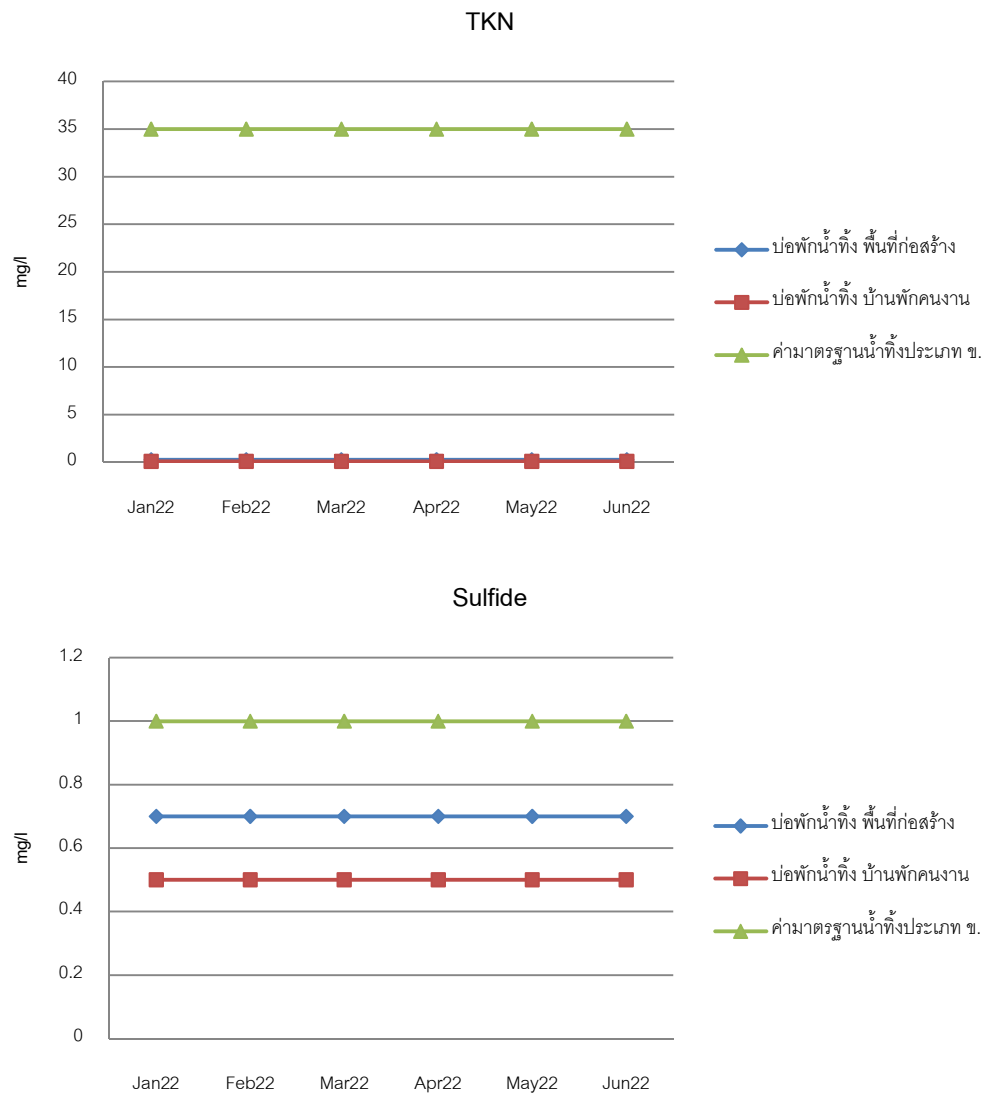 TKN
40
35
30
25
20
15
10
5
0
mg/l
Jan22 Feb22 Mar22 Apr22 May22 Jun22
บ่อพักน้ำทิ้ง พื้นที่ก่อสร้าง
บ่อพักน้ำทิ้ง บ้านพักคนงาน
ค่ามาตรฐานน้ำทิ้งประเภท ข.
Sulfide
1.2
1
0.8
0.6
0.4
0.2
0
mg/l
Jan22 Feb22 Mar22 Apr22 May22 Jun22
บ่อพักน้ำทิ้ง พื้นที่ก่อสร้าง
บ่อพักน้ำทิ้ง บ้านพักคนงาน
ค่ามาตรฐานน้ำทิ้งประเภท ข.